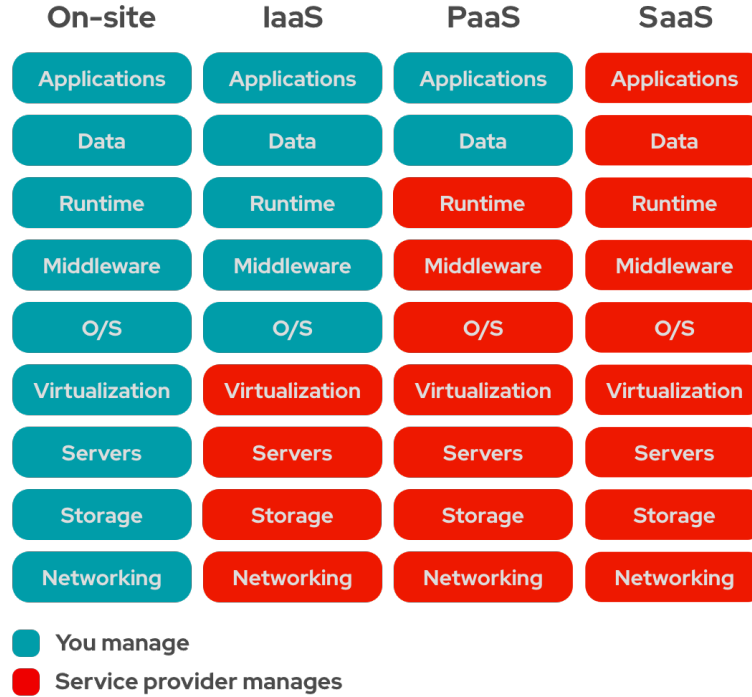 On-site IaaS PaaS SaaS
Applications Applications Applications Applications
Data Data Data Data
Runtime Runtime Runtime Runtime
Middleware Middleware Middleware Middleware
O/S O/S O/S O/S
Virtualization Virtualization Virtualization Virtualization
Servers Servers Servers Servers
Storage Storage Storage Storage
Networking Networking Networking Networking
You manage
Service provider manages